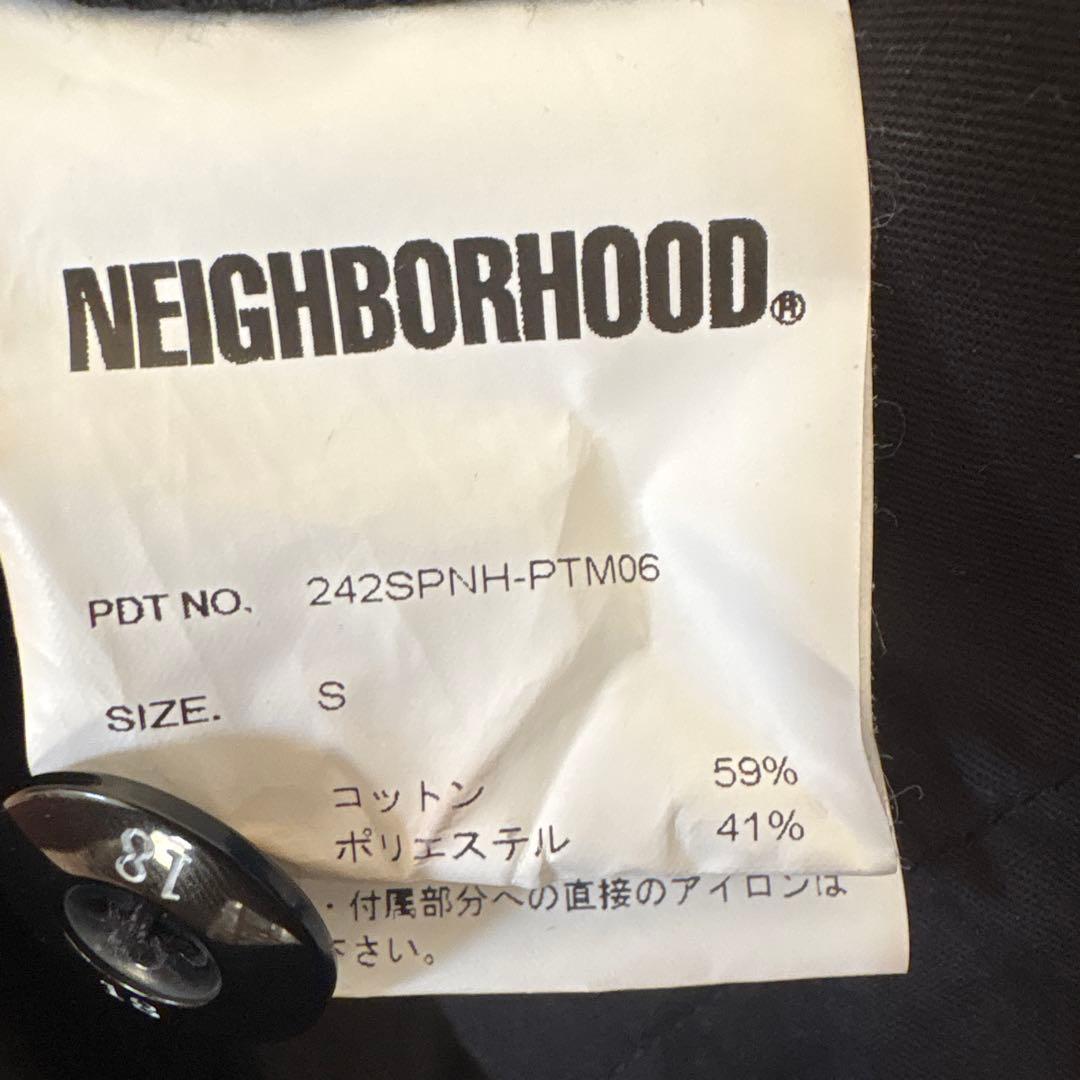 NEIGHBORHOOD®
PDT NO. 242SPNH-PTM06
SIZE. S
コットン 59%
ポリエステル 41%
・付属部分への直接のアイロンは
さい。